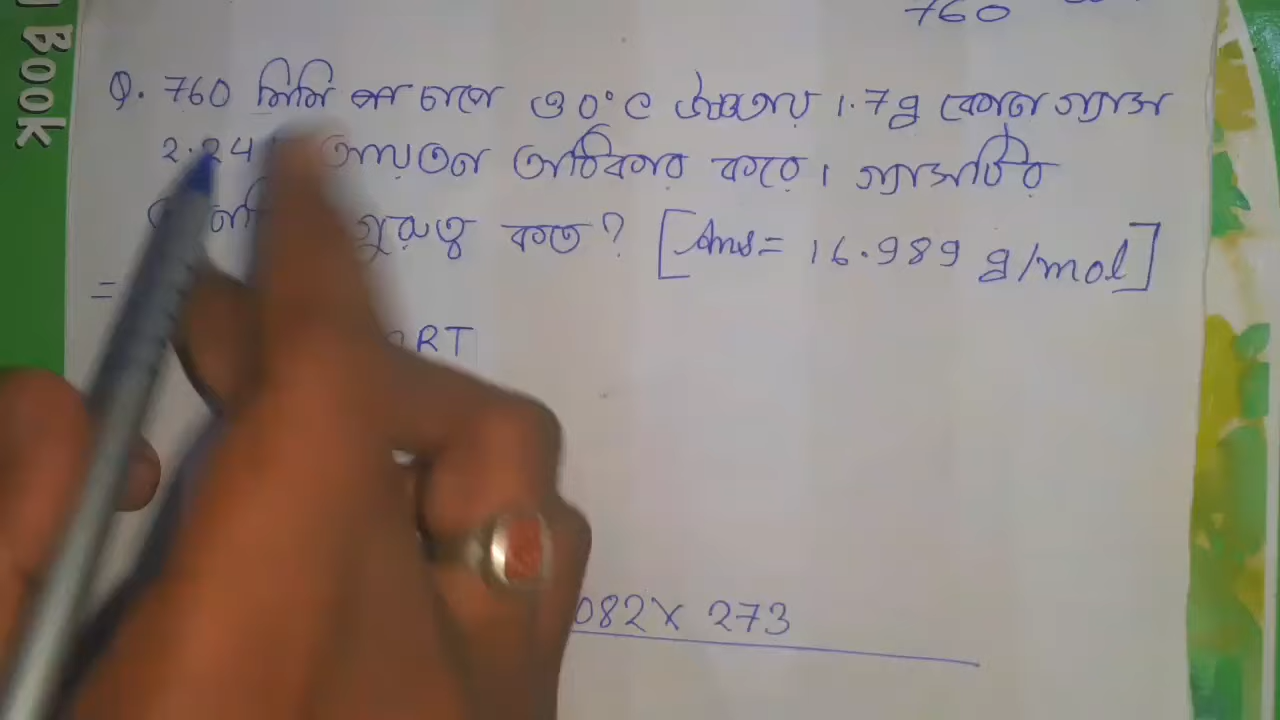 Book
760
Q. 760 মিমি পা চাপে ও 0°C উষ্ণতায় 1.7g কোনো গ্যাস
2.24 আয়তন অধিকার করে। গ্যাসটির
গুরুত্ব কত? [Ans = 16.989 g/mol]
=
RT
082 × 273